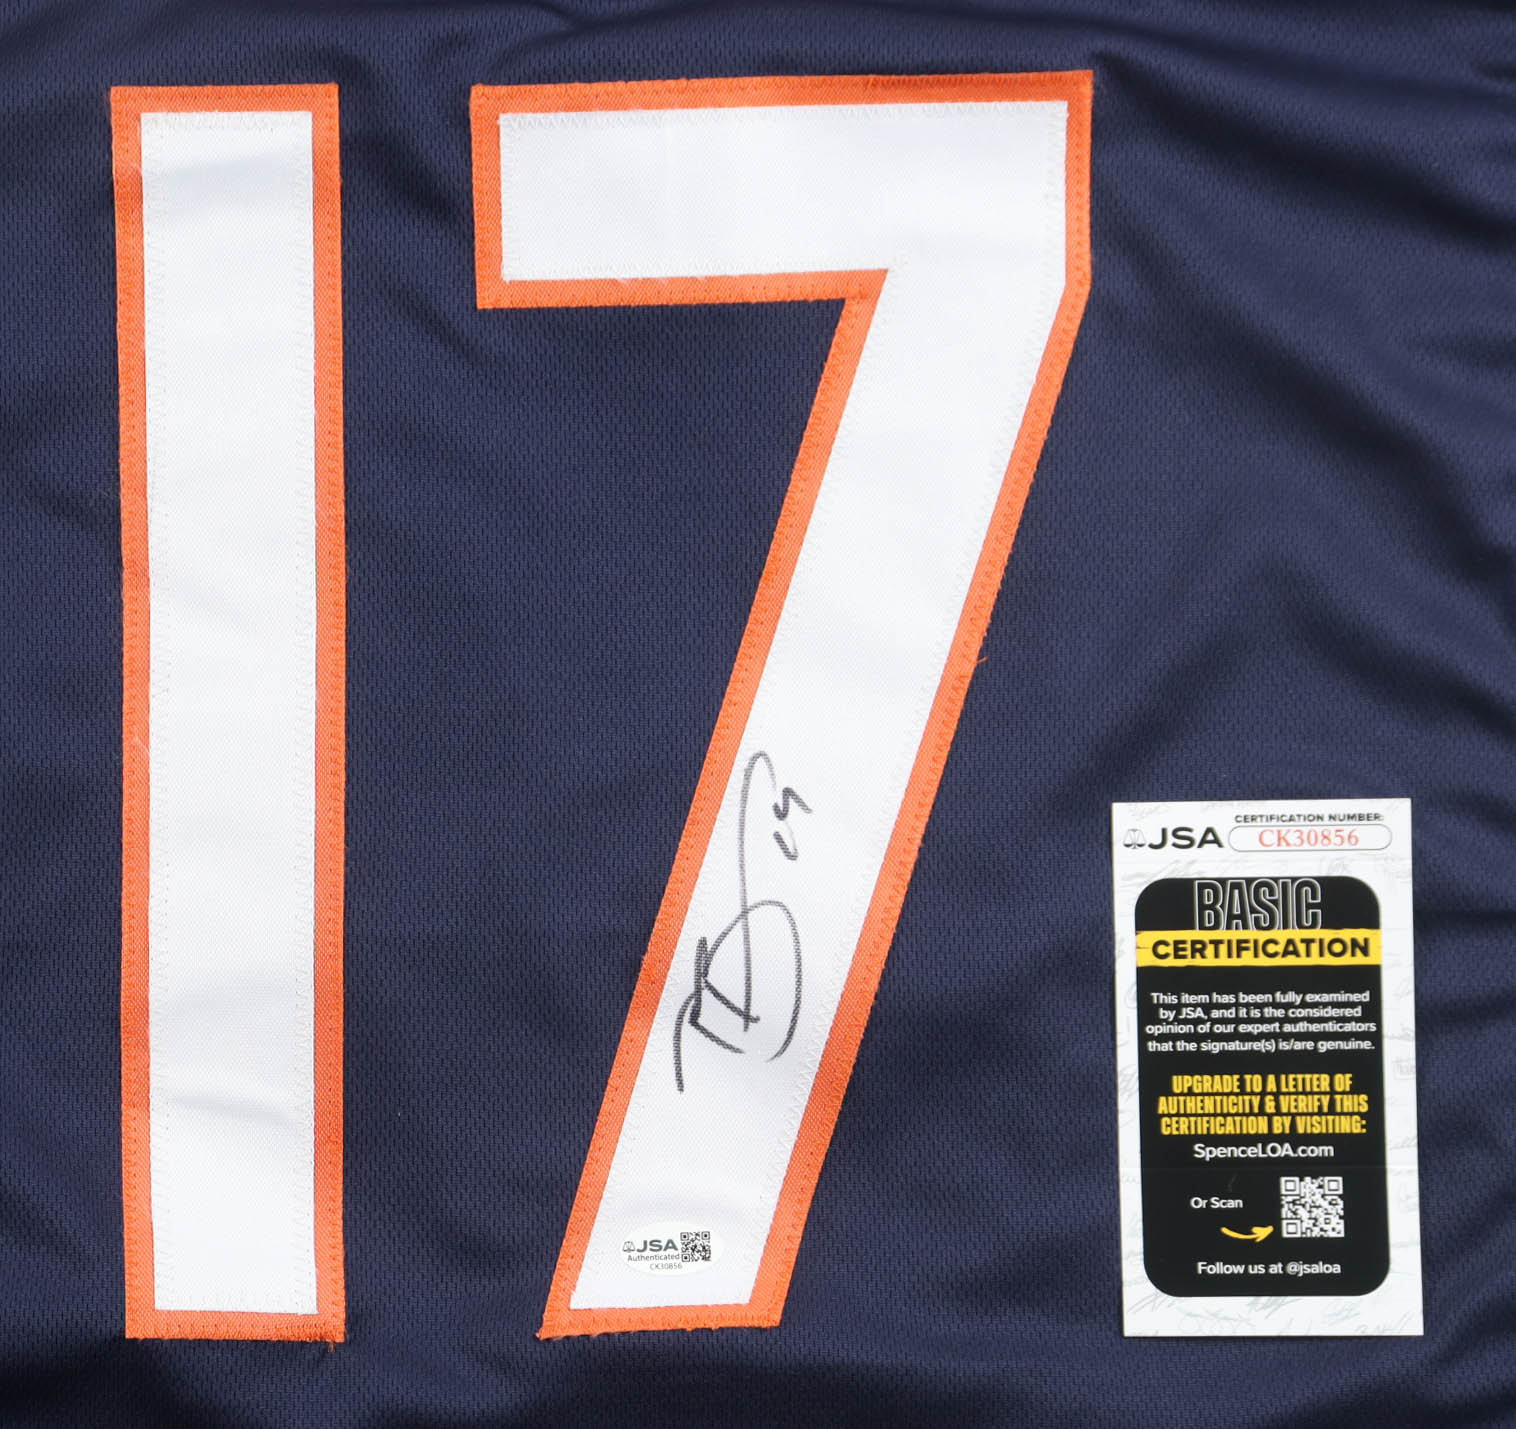 17
JSA
Authenticated
CK30856
CERTIFICATION NUMBER:
JSA CK30856
BASIC
CERTIFICATION
This item has been fully examined
by JSA, and it is the considered
opinion of our expert authenticators
that the signature(s) is/are genuine.
UPGRADE TO A LETTER OF
AUTHENTICITY & VERIFY THIS
CERTIFICATION BY VISITING:
SpenceLOA.com
Or Scan
Follow us at @jsaloa